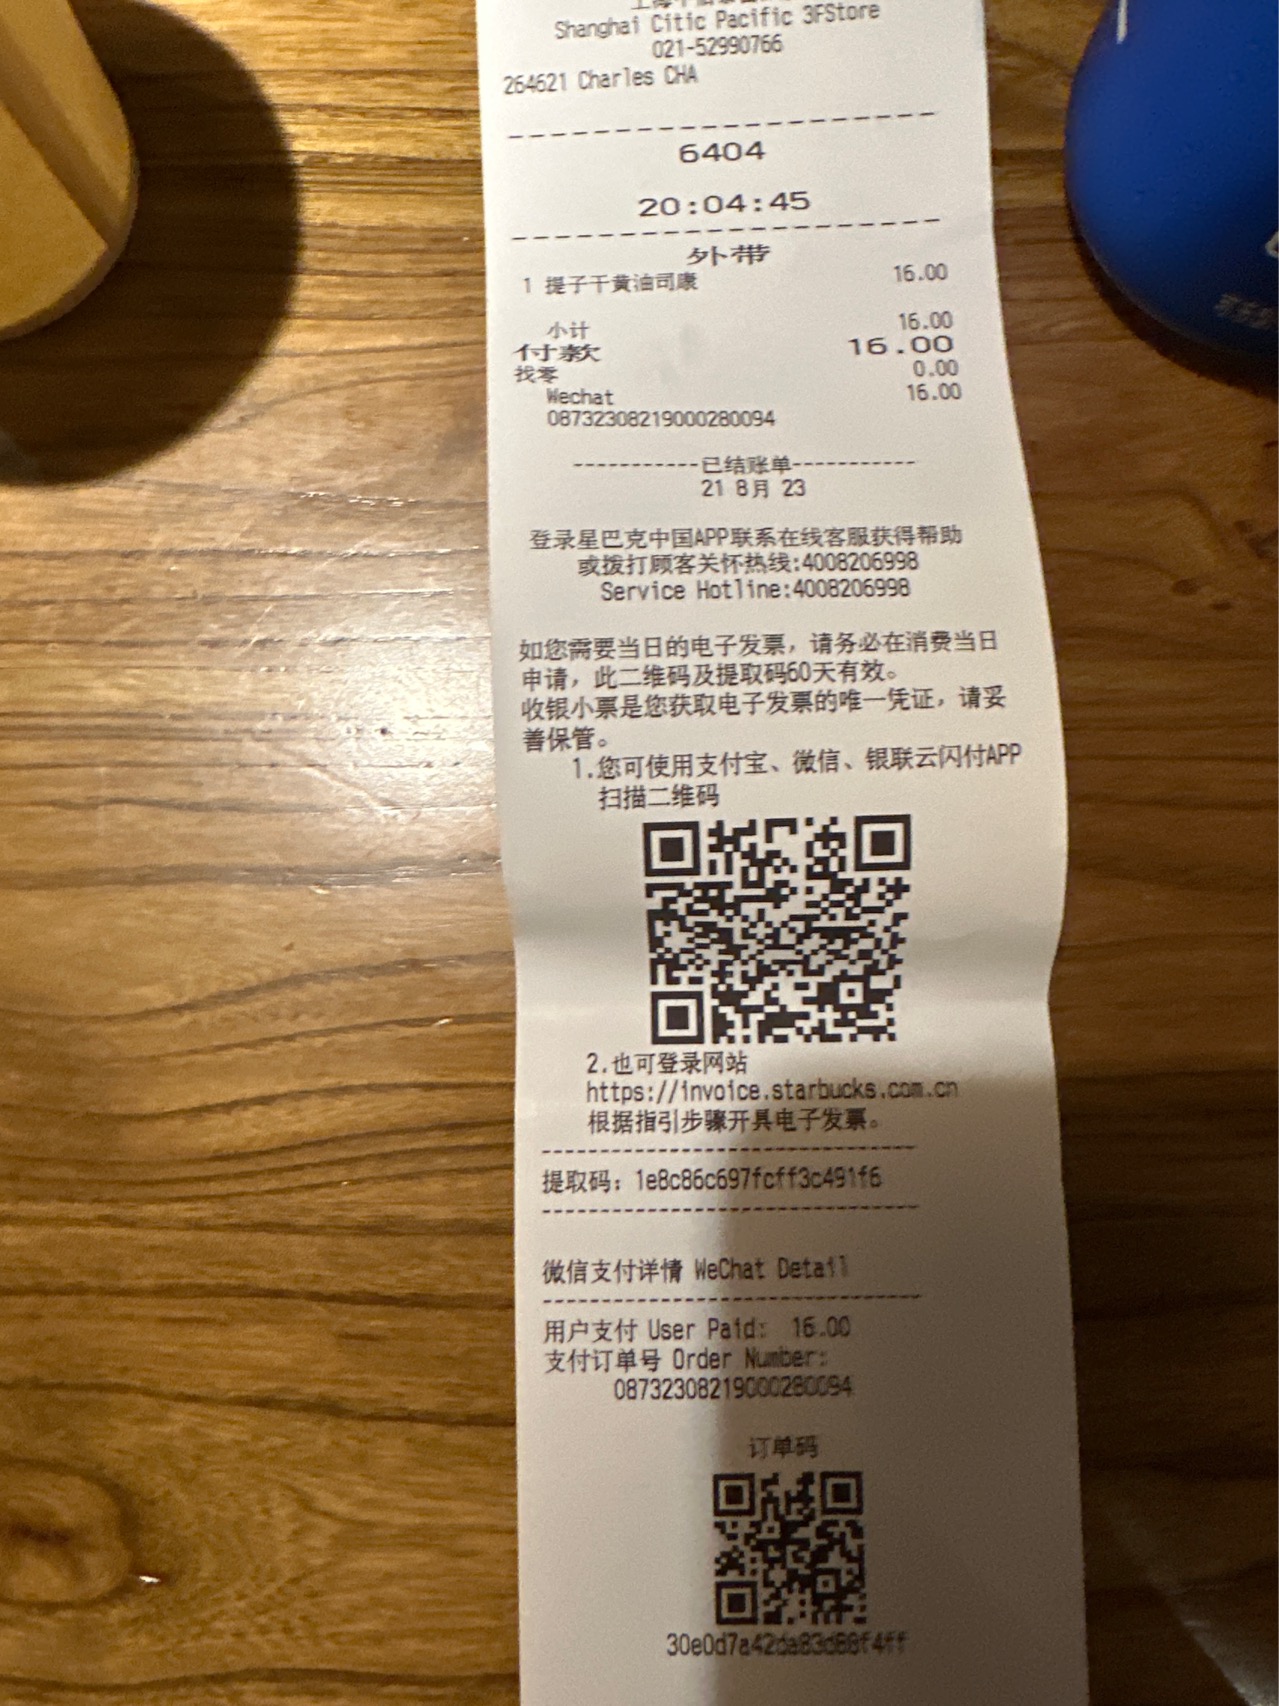 Shanghai Citic Pacific 3FStore
021-52990766
264621 Charles CHA
6404
20:04:45
外带
1 提子干黄油司康 16.00
小计 16.00
付款 16.00
找零 0.00
Wechat 16.00
08732308219000280094
-----------已结账单-----------
21 8月 23
登录星巴克中国APP联系在线客服获得帮助
或拨打顾客关怀热线:4008206998
Service Hotline:4008206998
如您需要当日的电子发票，请务必在消费当日
申请，此二维码及提取码60天有效。
收银小票是您获取电子发票的唯一凭证，请妥
善保管。
1.您可使用支付宝、微信、银联云闪付APP
扫描二维码
2.也可登录网站
https://invoice.starbucks.com.cn
根据指引步骤开具电子发票。
提取码：1e8c86c697fcff3c491f6
微信支付详情 WeChat Detail
用户支付 User Paid: 16.00
支付订单号 Order Number:
08732308219000280094
订单码
30e0d7a42da83d88f4ff